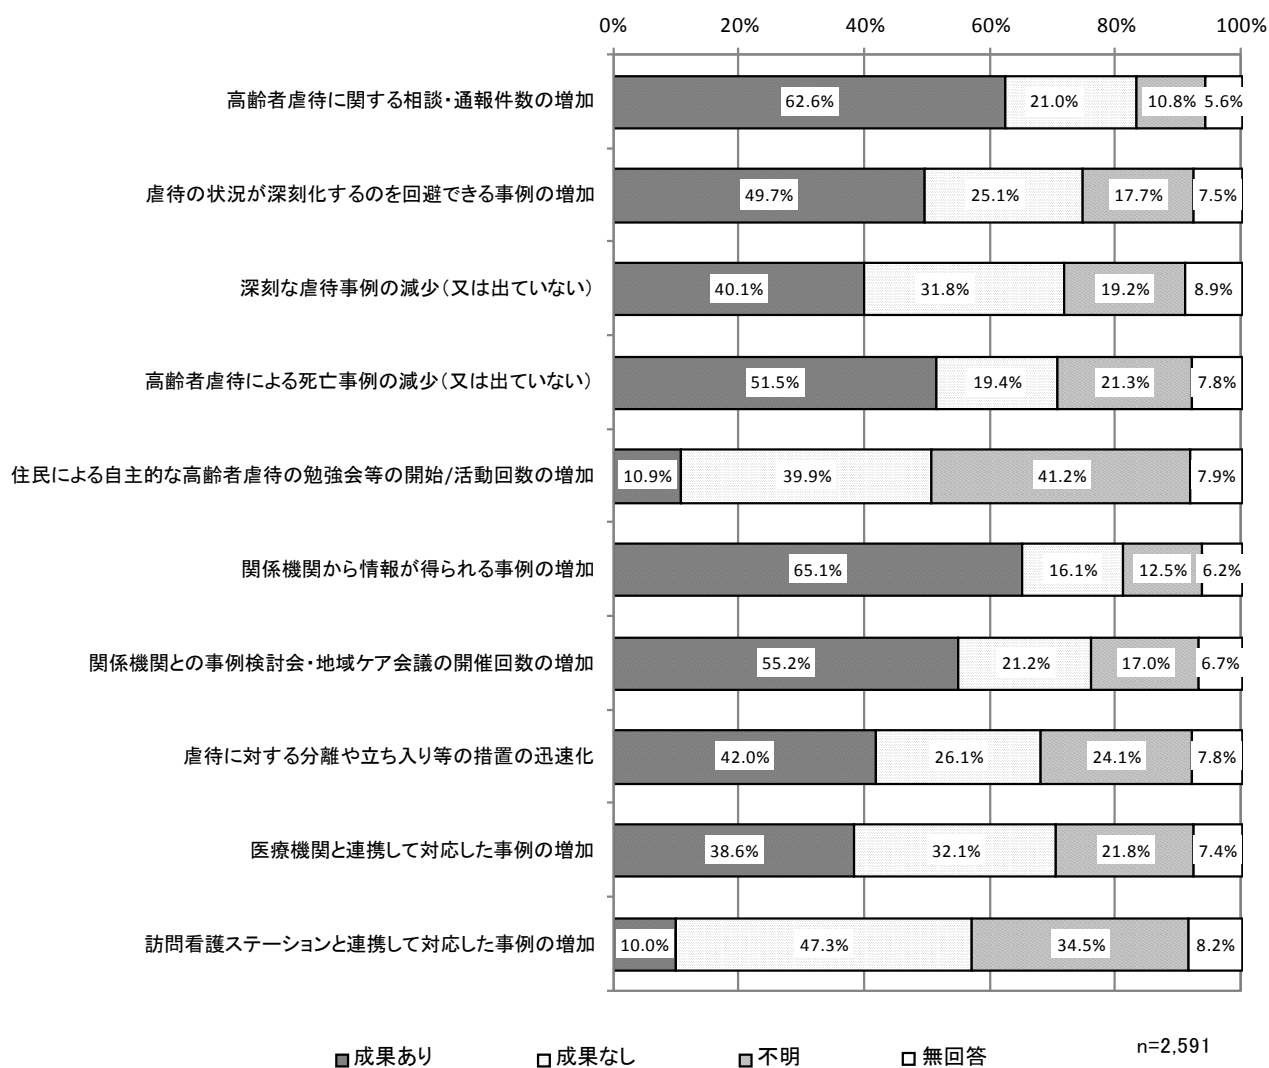 0% 20% 40% 60% 80% 100%
高齢者虐待に関する相談・通報件数の増加 62.6% 21.0% 10.8% 5.6%
虐待の状況が深刻化するのを回避できる事例の増加 49.7% 25.1% 17.7% 7.5%
深刻な虐待事例の減少(又は出ていない) 40.1% 31.8% 19.2% 8.9%
高齢者虐待による死亡事例の減少(又は出ていない) 51.5% 19.4% 21.3% 7.8%
住民による自主的な高齢者虐待の勉強会等の開始/活動回数の増加 10.9% 39.9% 41.2% 7.9%
関係機関から情報が得られる事例の増加 65.1% 16.1% 12.5% 6.2%
関係機関との事例検討会・地域ケア会議の開催回数の増加 55.2% 21.2% 17.0% 6.7%
虐待に対する分離や立ち入り等の措置の迅速化 42.0% 26.1% 24.1% 7.8%
医療機関と連携して対応した事例の増加 38.6% 32.1% 21.8% 7.4%
訪問看護ステーションと連携して対応した事例の増加 10.0% 47.3% 34.5% 8.2%
成果あり 成果なし 不明 無回答 n=2,591